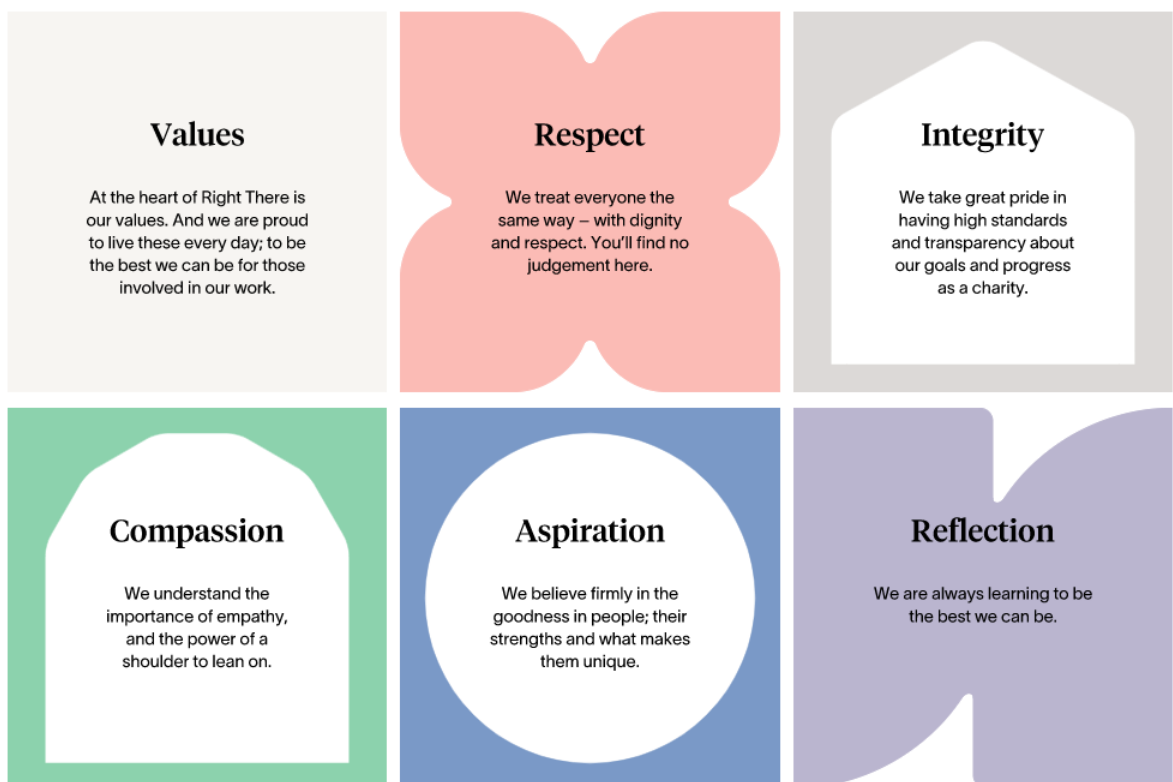 Values
At the heart of Right There is
our values. And we are proud
to live these every day; to be
the best we can be for those
involved in our work.
Respect
We treat everyone the
same way – with dignity
and respect. You'll find no
judgement here.
Integrity
We take great pride in
having high standards
and transparency about
our goals and progress
as a charity.
Compassion
We understand the
importance of empathy,
and the power of a
shoulder to lean on.
Aspiration
We believe firmly in the
goodness in people; their
strengths and what makes
them unique.
Reflection
We are always learning to be
the best we can be.